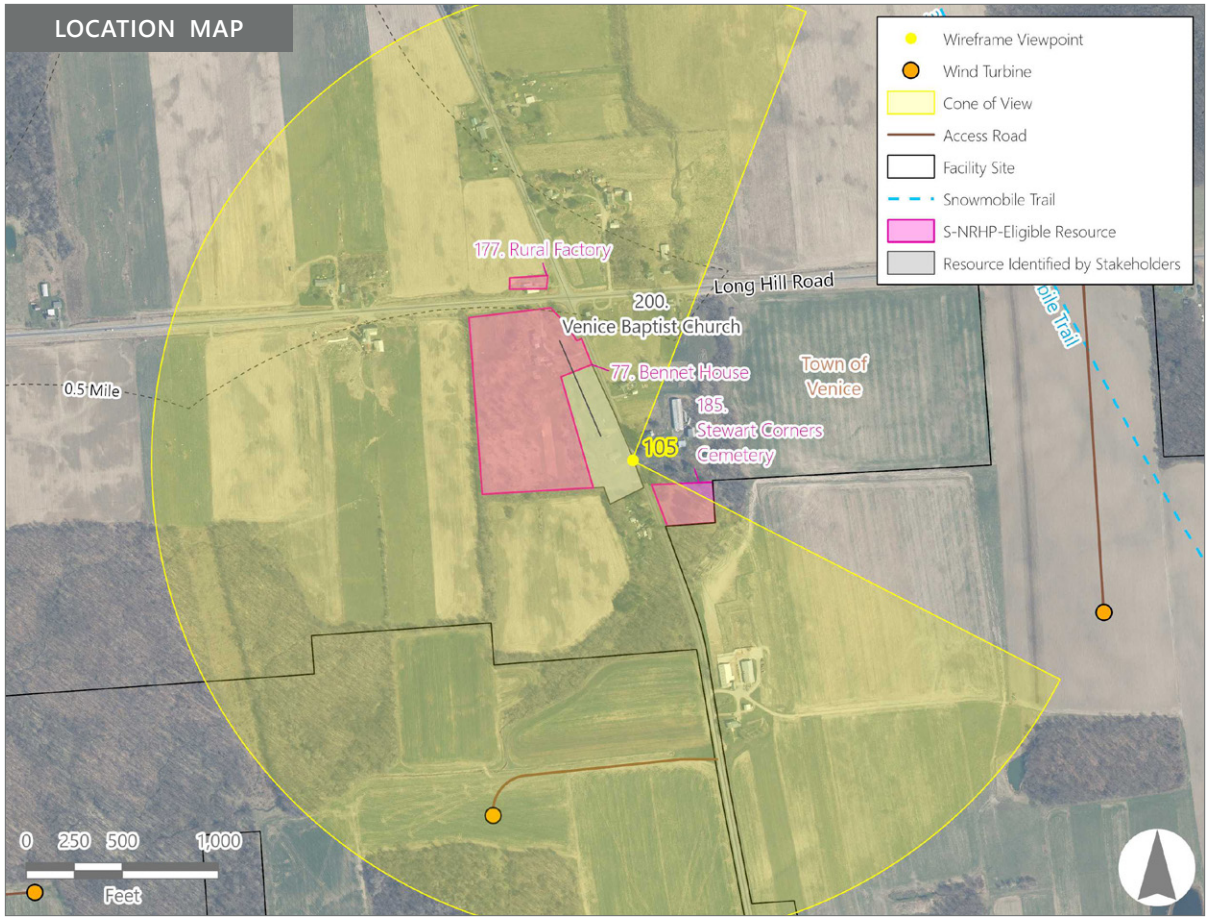 LOCATION MAP
Wireframe Viewpoint
Wind Turbine
Cone of View
Access Road
Facility Site
Snowmobile Trail
S-NRHP-Eligible Resource
Resource Identified by Stakeholders
177. Rural Factory
Long Hill Road
200.
Venice Baptist Church
bile Trail
Town of
Venice
77. Bennet House
0.5 Mile
185.
Stewart Corners
Cemetery
105
0 250 500 1,000
Feet